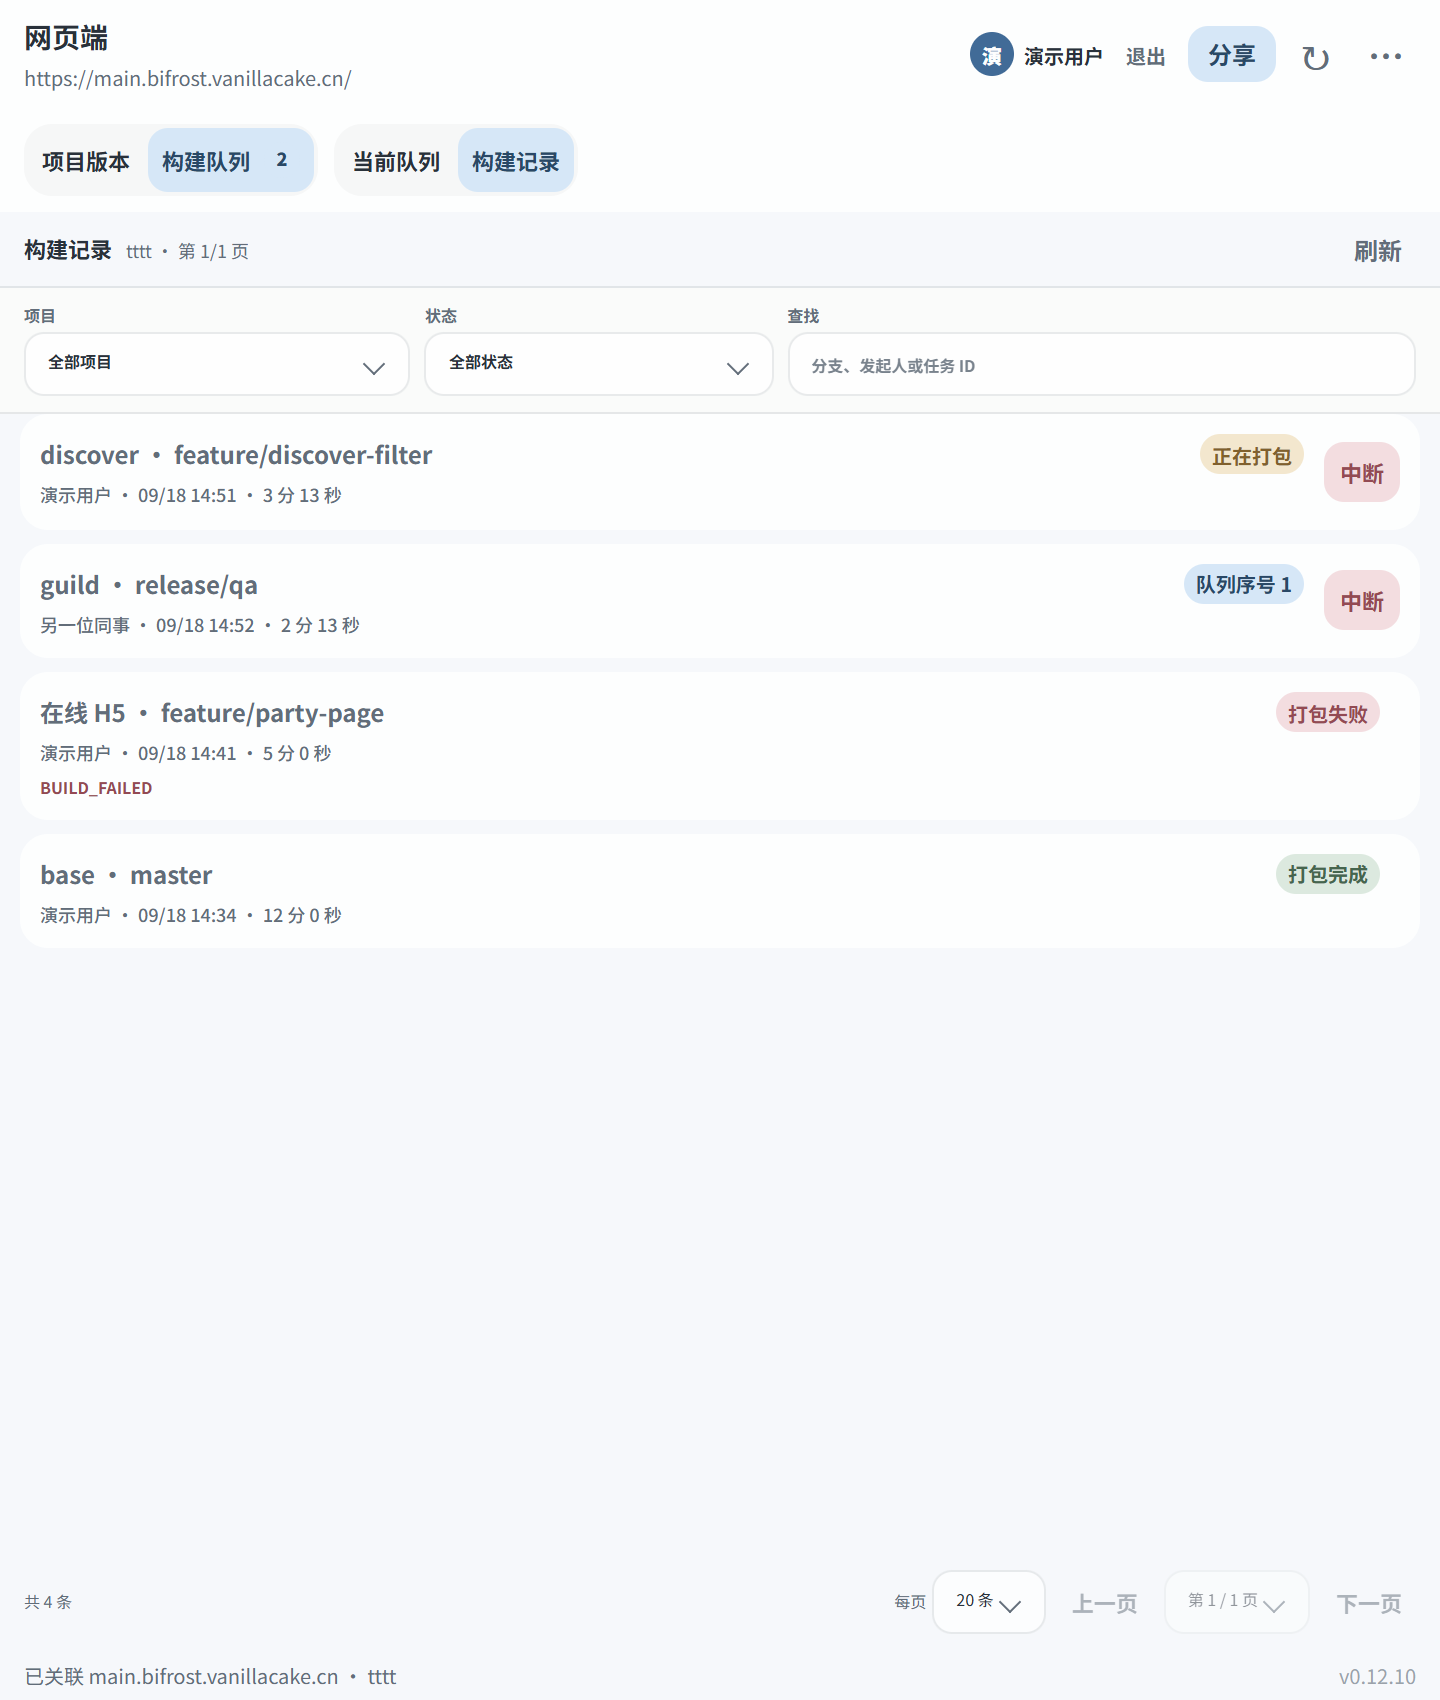 网页端
https://main.bifrost.vanillacake.cn/
演 演示用户 退出 分享 ↻ •••
项目版本 构建队列 2 当前队列 构建记录
构建记录 tttt · 第 1/1 页 刷新
项目 状态 查找
全部项目 全部状态 分支、发起人或任务 ID
discover · feature/discover-filter 正在打包 中断
演示用户 · 09/18 14:51 · 3 分 13 秒
guild · release/qa 队列序号 1 中断
另一位同事 · 09/18 14:52 · 2 分 13 秒
在线 H5 · feature/party-page 打包失败
演示用户 · 09/18 14:41 · 5 分 0 秒
BUILD_FAILED
base · master 打包完成
演示用户 · 09/18 14:34 · 12 分 0 秒
共 4 条 每页 20 条 上一页 第 1 / 1 页 下一页
已关联 main.bifrost.vanillacake.cn · tttt v0.12.10